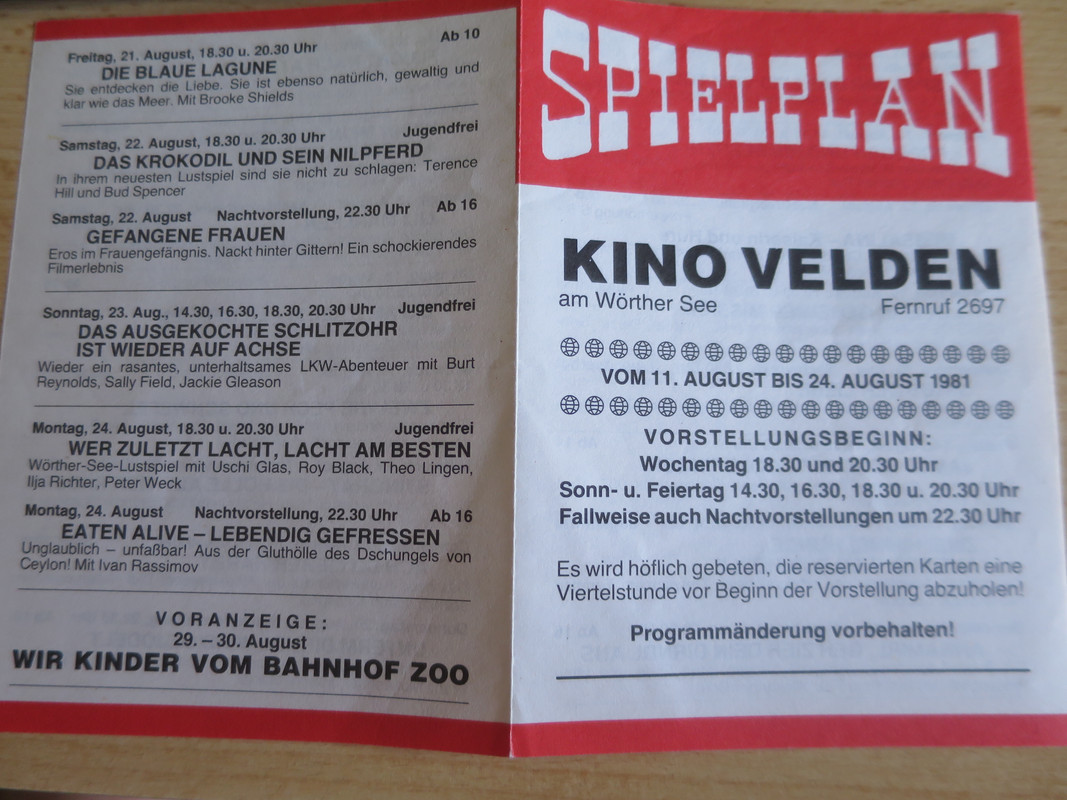 Freitag, 21. August, 18.30 u. 20.30 Uhr Ab 10
DIE BLAUE LAGUNE
Sie entdecken die Liebe. Sie ist ebenso natürlich, gewaltig und
klar wie das Meer. Mit Brooke Shields
Samstag, 22. August, 18.30 u. 20.30 Uhr Jugendfrei
DAS KROKODIL UND SEIN NILPFERD
In ihrem neuesten Lustspiel sind sie nicht zu schlagen: Terence
Hill und Bud Spencer
Samstag, 22. August Nachtvorstellung, 22.30 Uhr Ab 16
GEFANGENE FRAUEN
Eros im Frauengefängnis. Nackt hinter Gittern! Ein schockierendes
Filmerlebnis
Sonntag, 23. Aug., 14.30, 16.30, 18.30, 20.30 Uhr Jugendfrei
DAS AUSGEKOCHTE SCHLITZOHR
IST WIEDER AUF ACHSE
Wieder ein rasantes, unterhaltsames LKW-Abenteuer mit Burt
Reynolds, Sally Field, Jackie Gleason
Montag, 24. August, 18.30 u. 20.30 Uhr Jugendfrei
WER ZULETZT LACHT, LACHT AM BESTEN
Wörther-See-Lustspiel mit Uschi Glas, Roy Black, Theo Lingen,
Ilja Richter, Peter Weck
Montag, 24. August Nachtvorstellung, 22.30 Uhr Ab 16
EATEN ALIVE – LEBENDIG GEFRESSEN
Unglaublich – unfaßbar! Aus der Gluthölle des Dschungels von
Ceylon! Mit Ivan Rassimov
VORANZEIGE:
29. – 30. August
WIR KINDER VOM BAHNHOF ZOO
SPIELPLAN
KINO VELDEN
am Wörther See Fernruf 2697
VOM 11. AUGUST BIS 24. AUGUST 1981
VORSTELLUNGSBEGINN:
Wochentag 18.30 und 20.30 Uhr
Sonn- u. Feiertag 14.30, 16.30, 18.30 u. 20.30 Uhr
Fallweise auch Nachtvorstellungen um 22.30 Uhr
Es wird höflich gebeten, die reservierten Karten eine
Viertelstunde vor Beginn der Vorstellung abzuholen!
Programmänderung vorbehalten!